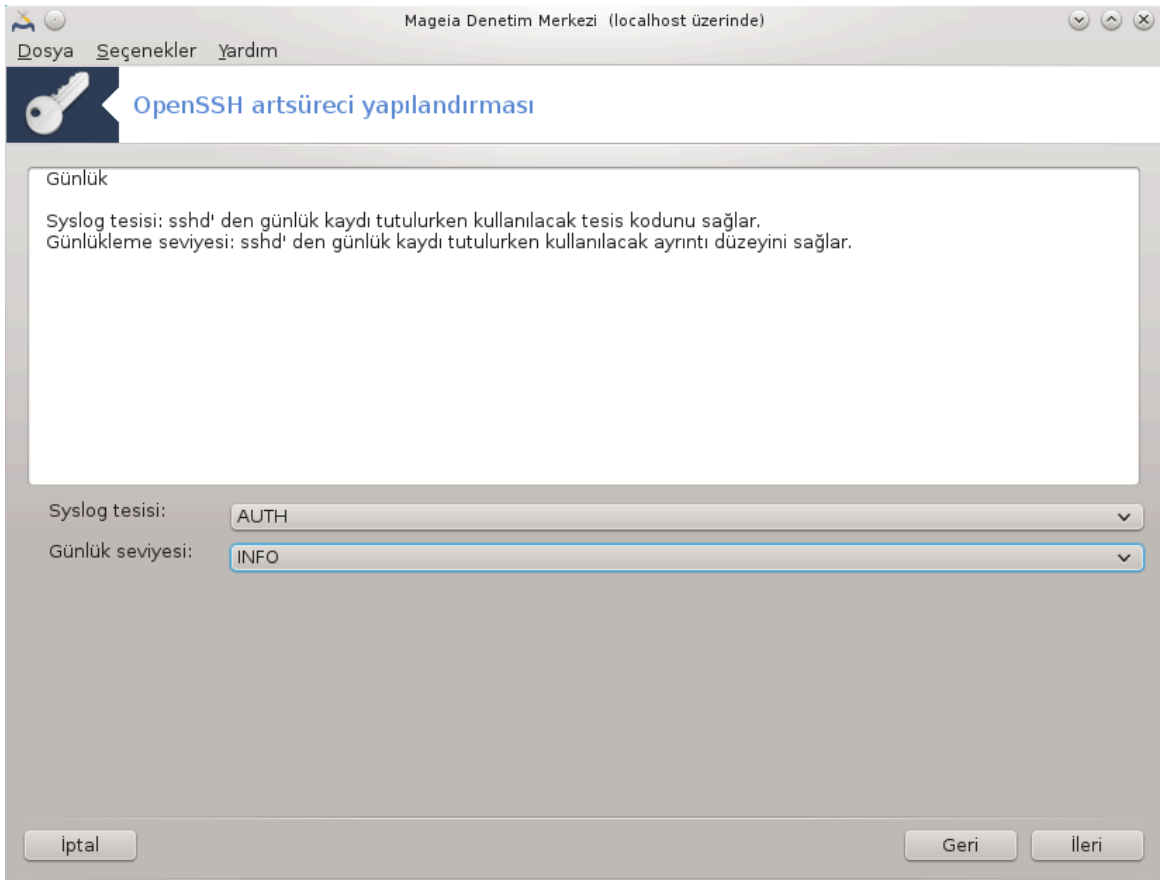 Mageia Denetim Merkezi (localhost üzerinde)
Dosya Seçenekler Yardım
OpenSSH artsüreci yapılandırması
Günlük
Syslog tesisi: sshd' den günlük kaydı tutulurken kullanılacak tesis kodunu sağlar.
Günlükleme seviyesi: sshd' den günlük kaydı tutulurken kullanılacak ayrıntı düzeyini sağlar.
Syslog tesisi: AUTH
Günlük seviyesi: INFO
İptal Geri İleri